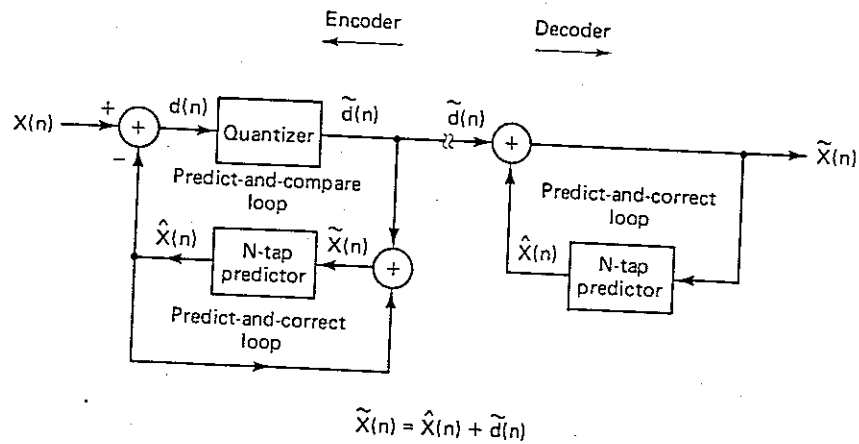 Encoder
Decoder
X(n)
+
+
−
d(n)
Quantizer
d̃(n)
d̃(n)
+
X̃(n)
Predict-and-compare
loop
X̂(n)
N-tap
predictor
X̃(n)
+
Predict-and-correct
loop
Predict-and-correct
loop
X̂(n)
N-tap
predictor
X̃(n) = X̂(n) + d̃(n)